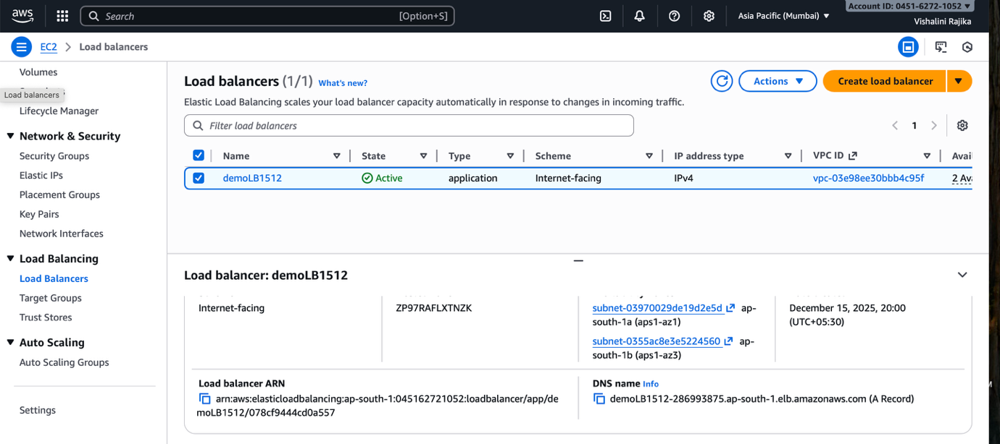 aws
Search [Option+S]
Asia Pacific (Mumbai)
Account ID: 0451-6272-1052
Vishalini Rajika
EC2 > Load balancers
Volumes
Load balancers
Lifecycle Manager
Network & Security
Security Groups
Elastic IPs
Placement Groups
Key Pairs
Network Interfaces
Load Balancing
Load Balancers
Target Groups
Trust Stores
Auto Scaling
Auto Scaling Groups
Settings
Load balancers (1/1) What's new?
Actions
Create load balancer
Elastic Load Balancing scales your load balancer capacity automatically in response to changes in incoming traffic.
Filter load balancers
1
Name State Type Scheme IP address type VPC ID Avai
demoLB1512 Active application Internet-facing IPv4 vpc-03e98ee30bbb4c95f 2 Av
Load balancer: demoLB1512
Internet-facing
ZP97RAFLXTNZK
subnet-03970029de19d2e5d ap-
south-1a (aps1-az1)
subnet-0355ac8e3e5224560 ap-
south-1b (aps1-az3)
December 15, 2025, 20:00
(UTC+05:30)
Load balancer ARN
arn:aws:elasticloadbalancing:ap-south-1:045162721052:loadbalancer/app/de
moLB1512/078cf9444cd0a557
DNS name Info
demoLB1512-286993875.ap-south-1.elb.amazonaws.com (A Record)